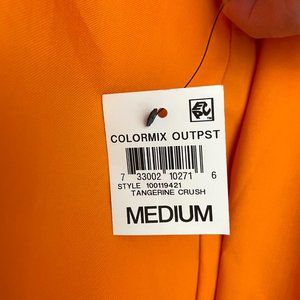 COLORMIX OUTPST
7 33002 10271 6
STYLE 100119421
TANGERINE CRUSH
MEDIUM